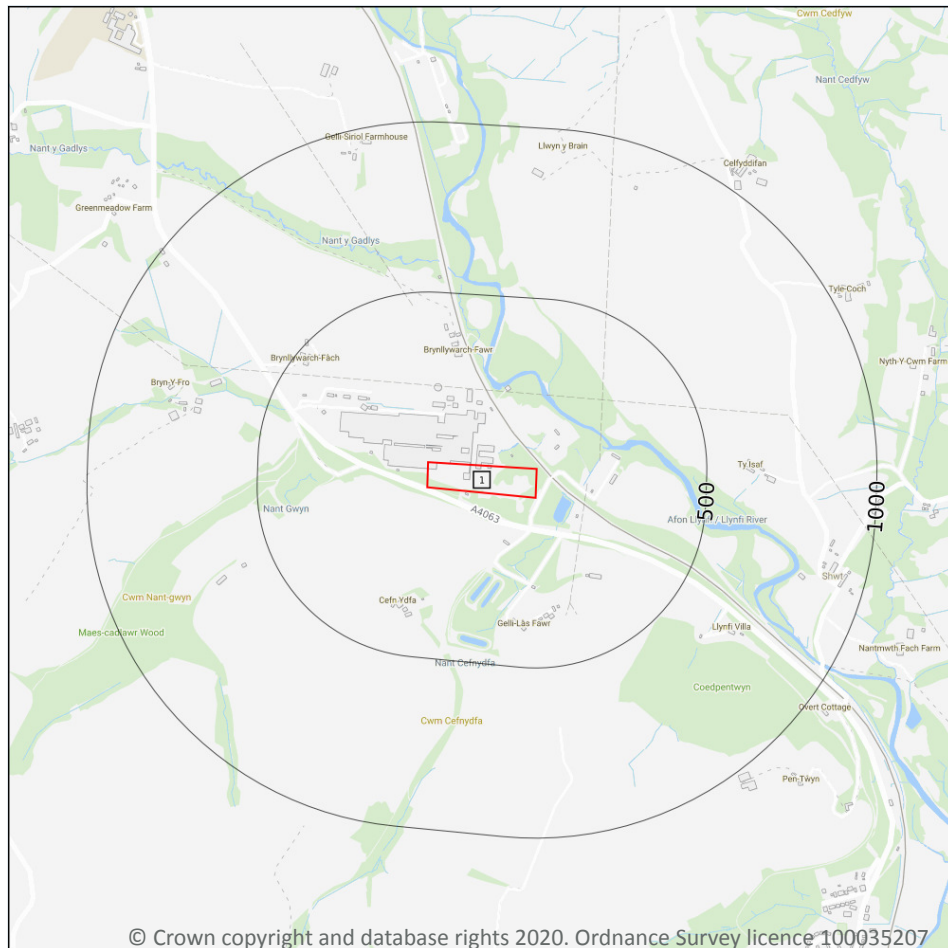 Cwm Cedfyw
Nant Cedfyw
Gelli-Siriol Farmhouse
Llwyn y Brain
Nant y Gadlys
Celfyddifan
Greenmeadow Farm
Nant y Gadlys
Tyle-Coch
Brynllywarch-Fawr
Brynllywarch-Fâch
Nyth-Y-Cwm Farm
Bryn-Y-Fro
Ty Isaf
1
500
1000
Nant Gwyn
A4063
Afon Llynfi / Llynfi River
Cwm Nant-gwyn
Cefn-Ydfa
Maes-cadlawr Wood
Gelli-Lâs Fawr
Llynfi Villa
Nantmwth Fach Farm
Nant Cefnydfa
Coedpentwyn
Cwm Cefnydfa
Overt Cottage
Pen-Twyn
© Crown copyright and database rights 2020. Ordnance Survey licence 100035207